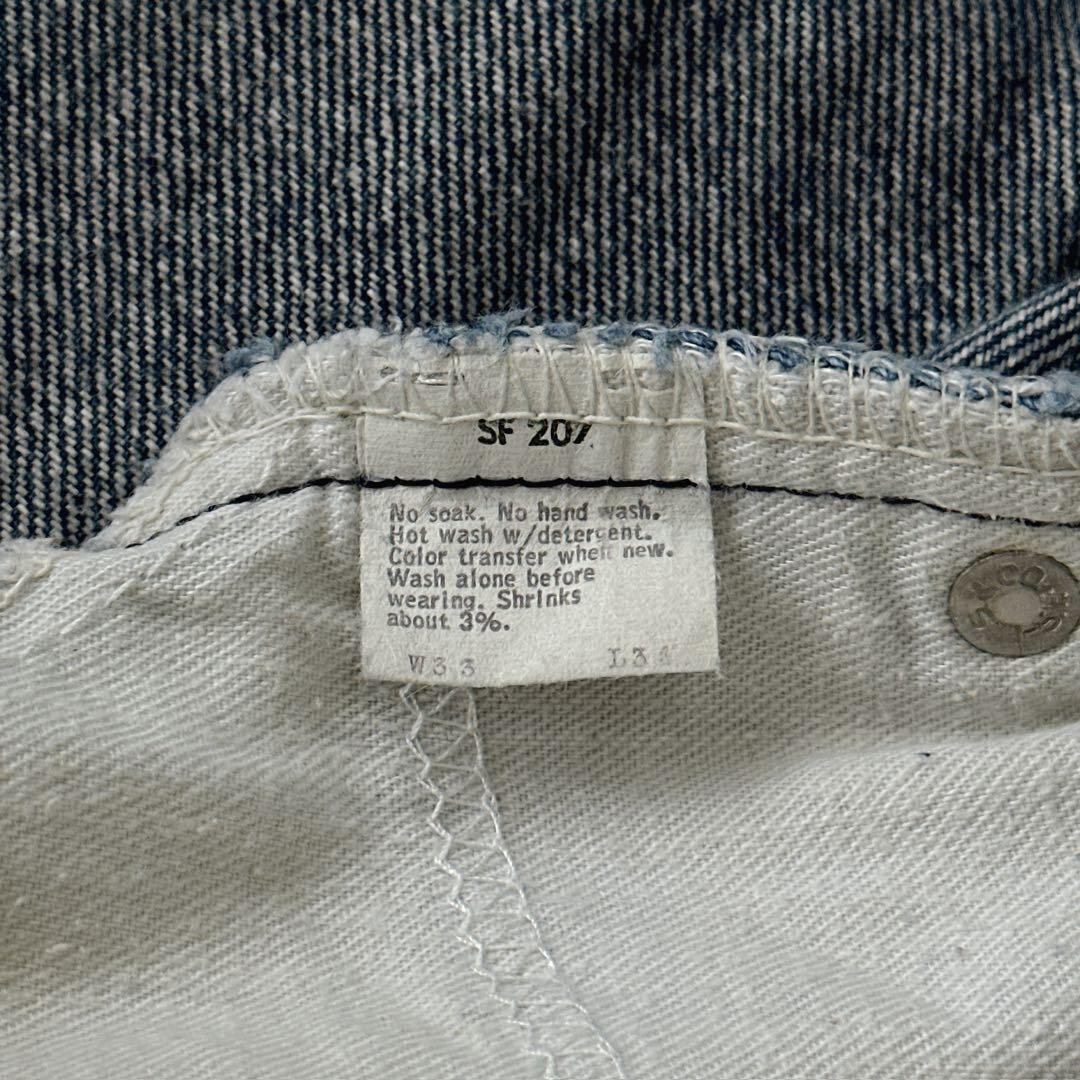 SF 207
No soak. No hand wash.
Hot wash w/detergent.
Color transfer when new.
Wash alone before
wearing. Shrinks
about 3%.
W33 L34